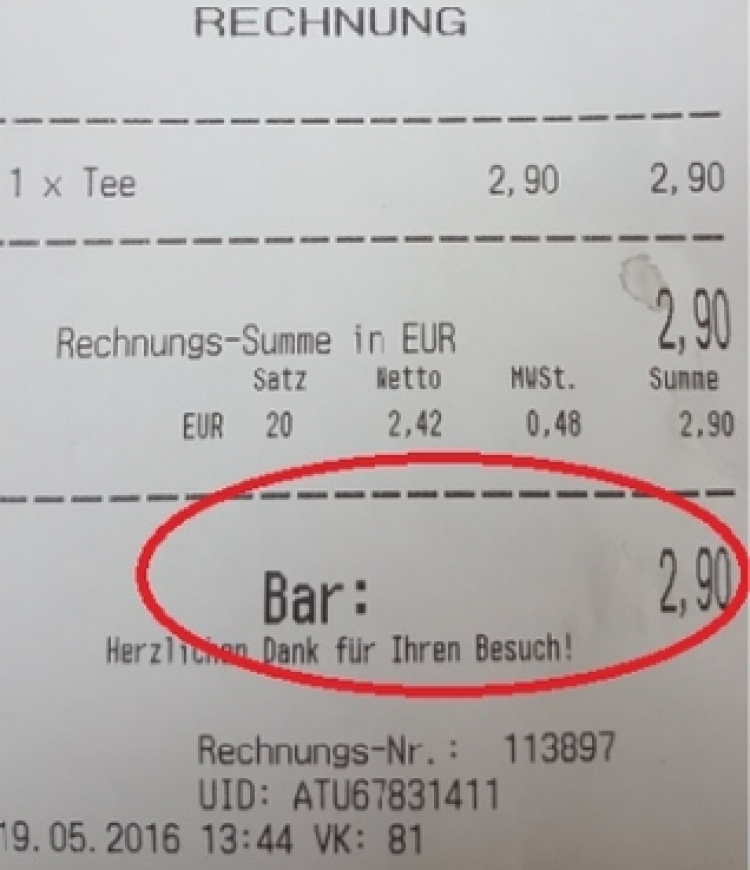 RECHNUNG
1 x Tee 2,90 2,90
Rechnungs-Summe in EUR 2,90
Satz Netto MWSt. Summe
EUR 20 2,42 0,48 2,90
Bar: 2,90
Herzlichen Dank für Ihren Besuch!
Rechnungs-Nr.: 113897
UID: ATU67831411
19.05.2016 13:44 VK: 81